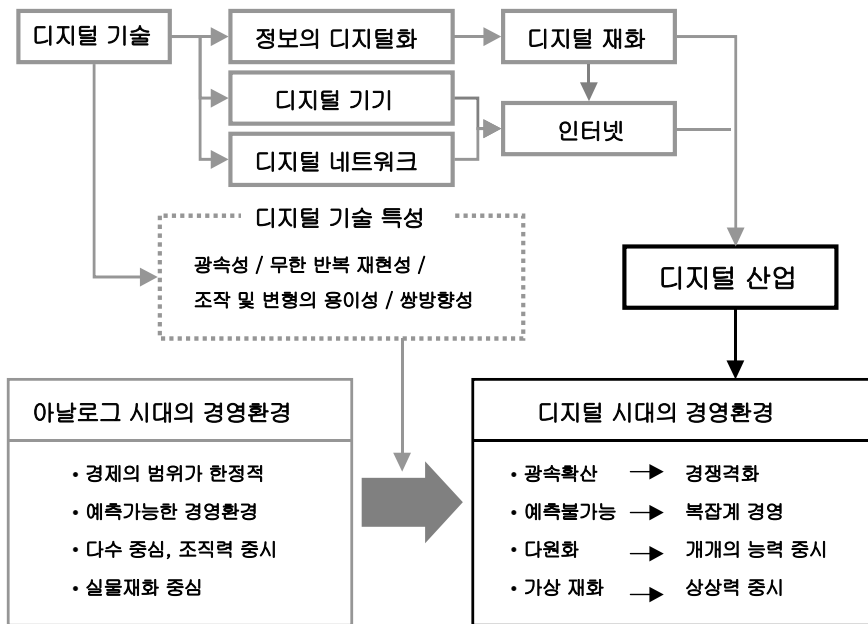 디지털 기술
정보의 디지털화
디지털 재화
디지털 기기
인터넷
디지털 네트워크
디지털 기술 특성
광속성 / 무한 반복 재현성 /
조작 및 변형의 용이성 / 쌍방향성
디지털 산업
아날로그 시대의 경영환경
• 경제의 범위가 한정적
• 예측가능한 경영환경
• 다수 중심, 조직력 중시
• 실물재화 중심
디지털 시대의 경영환경
• 광속확산 → 경쟁격화
• 예측불가능 → 복잡계 경영
• 다원화 → 개개의 능력 중시
• 가상 재화 → 상상력 중시